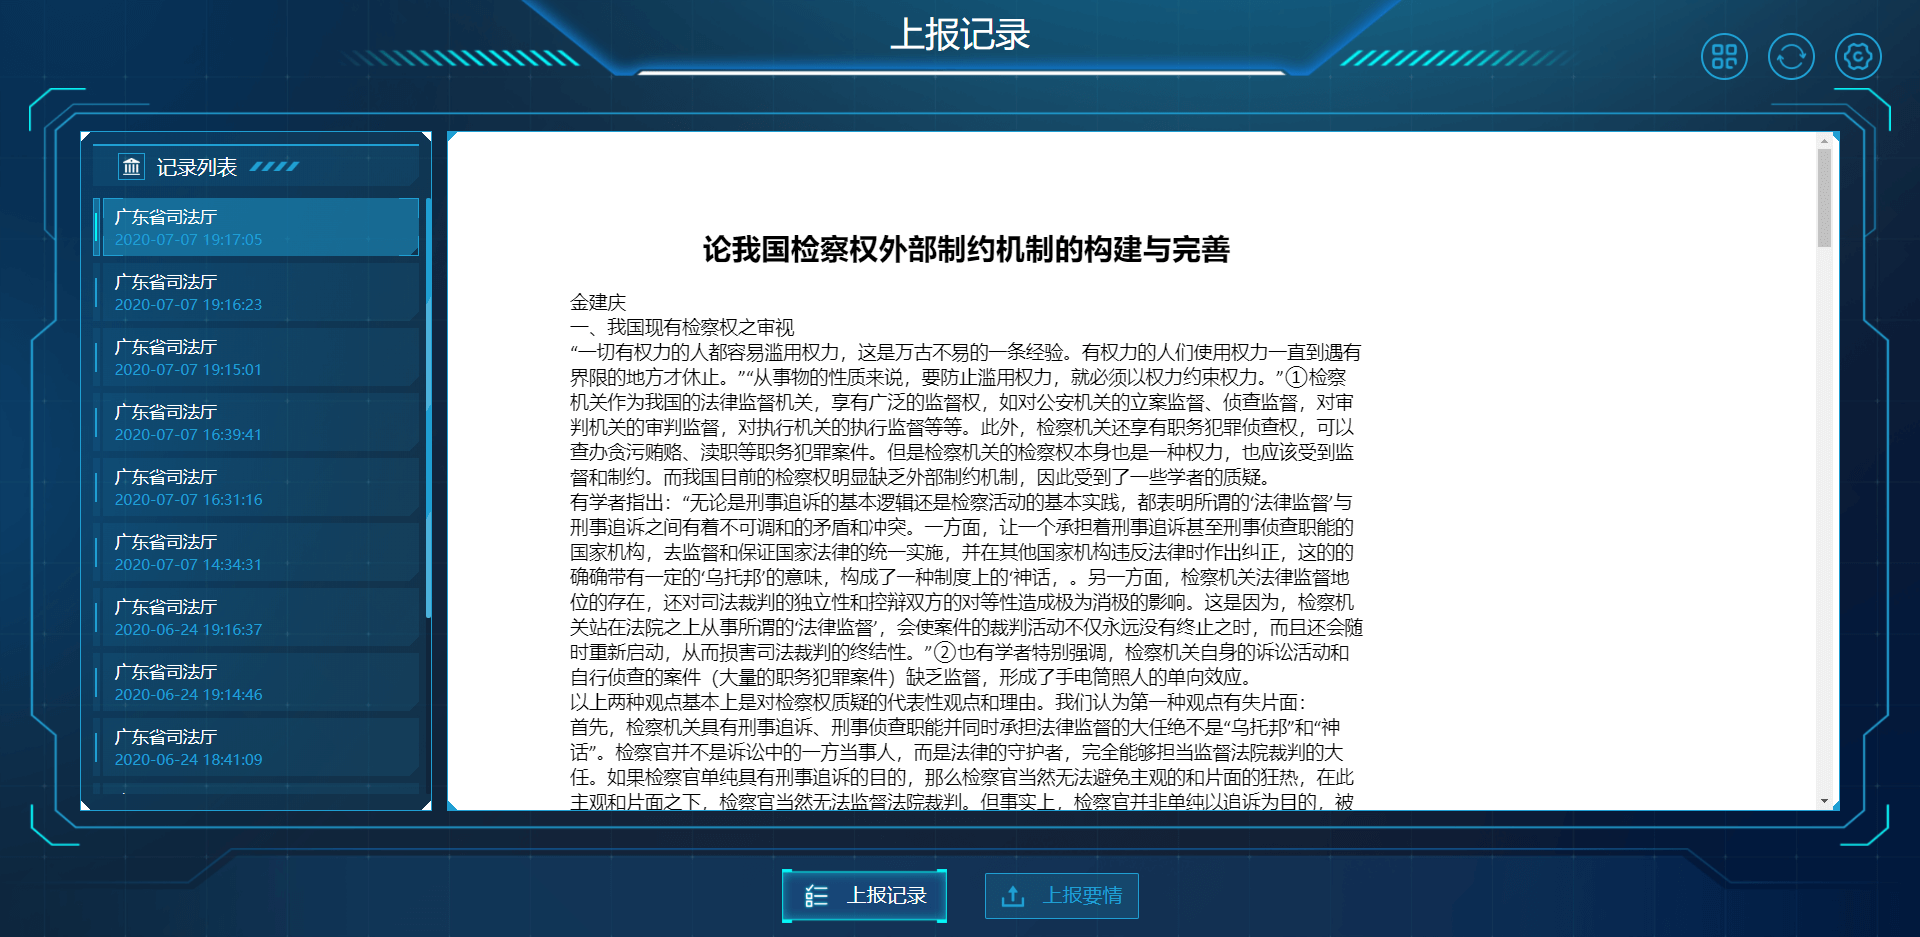 上报记录
记录列表
广东省司法厅
2020-07-07 19:17:05
广东省司法厅
2020-07-07 19:16:23
广东省司法厅
2020-07-07 19:15:01
广东省司法厅
2020-07-07 16:39:41
广东省司法厅
2020-07-07 16:31:16
广东省司法厅
2020-07-07 14:34:31
广东省司法厅
2020-06-24 19:16:37
广东省司法厅
2020-06-24 19:14:46
广东省司法厅
2020-06-24 18:41:09
论我国检察权外部制约机制的构建与完善
金建庆
一、我国现有检察权之审视
“一切有权力的人都容易滥用权力，这是万古不易的一条经验。有权力的人们使用权力一直到遇有
界限的地方才休止。”“从事物的性质来说，要防止滥用权力，就必须以权力约束权力。”①检察
机关作为我国的法律监督机关，享有广泛的监督权，如对公安机关的立案监督、侦查监督，对审
判机关的审判监督，对执行机关的执行监督等等。此外，检察机关还享有职务犯罪侦查权，可以
查办贪污贿赂、渎职等职务犯罪案件。但是检察机关的检察权本身也是一种权力，也应该受到监
督和制约。而我国目前的检察权明显缺乏外部制约机制，因此受到了一些学者的质疑。
有学者指出：“无论是刑事追诉的基本逻辑还是检察活动的基本实践，都表明所谓的‘法律监督’与
刑事追诉之间有着不可调和的矛盾和冲突。一方面，让一个承担着刑事追诉甚至刑事侦查职能的
国家机构，去监督和保证国家法律的统一实施，并在其他国家机构违反法律时作出纠正，这的的
确确带有一定的‘乌托邦’的意味，构成了一种制度上的‘神话，。另一方面，检察机关法律监督地
位的存在，还对司法裁判的独立性和控辩双方的对等性造成极为消极的影响。这是因为，检察机
关站在法院之上从事所谓的‘法律监督’，会使案件的裁判活动不仅永远没有终止之时，而且还会随
时重新启动，从而损害司法裁判的终结性。”②也有学者特别强调，检察机关自身的诉讼活动和
自行侦查的案件（大量的职务犯罪案件）缺乏监督，形成了手电筒照人的单向效应。
以上两种观点基本上是对检察权质疑的代表性观点和理由。我们认为第一种观点有失片面：
首先，检察机关具有刑事追诉、刑事侦查职能并同时承担法律监督的大任绝不是“乌托邦”和“神
话”。检察官并不是诉讼中的一方当事人，而是法律的守护者，完全能够担当监督法院裁判的大
任。如果检察官单纯具有刑事追诉的目的，那么检察官当然无法避免主观的和片面的狂热，在此
主观和片面之下，检察官当然无法监督法院裁判。但事实上，检察官并非单纯以追诉为目的，被
上报记录
上报要情